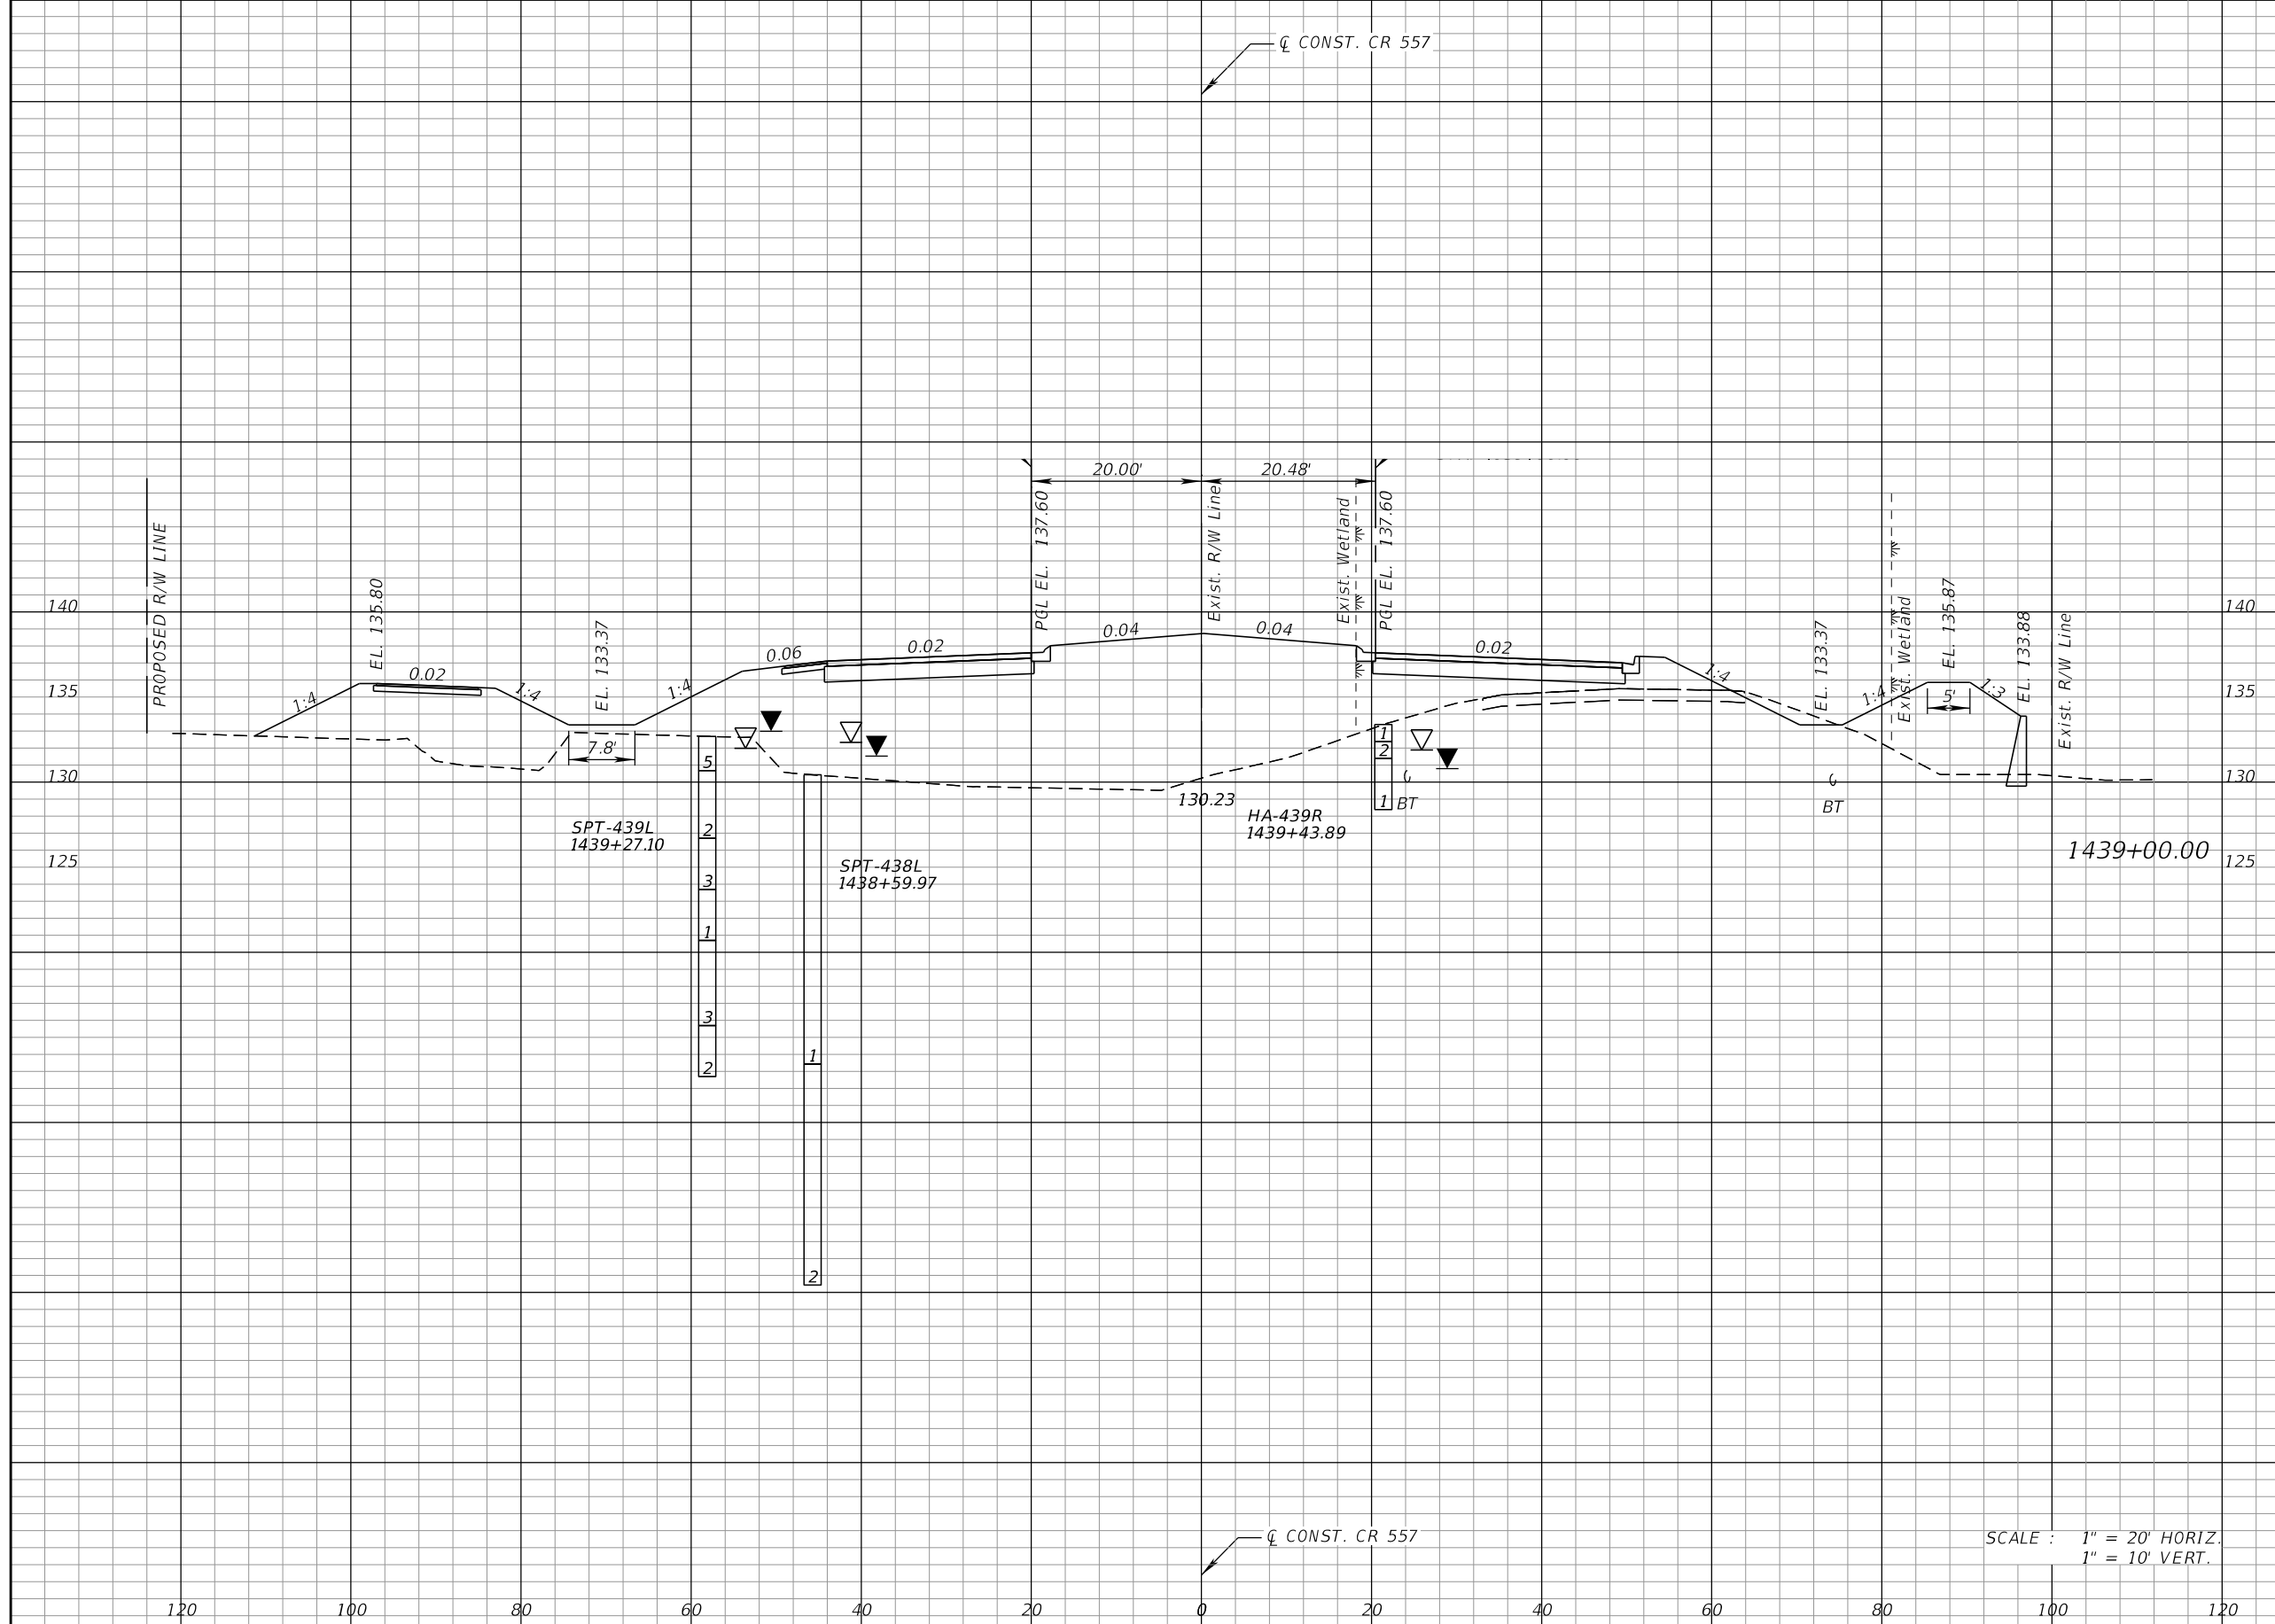 ℄ CONST. CR 557
20.00'
20.48'
PROPOSED R/W LINE
EL. 135.80
EL. 133.37
PGL EL. 137.60
Exist. R/W Line
Exist. Wetland
PGL EL. 137.60
EL. 133.37
Exist. Wetland
EL. 135.87
EL. 133.88
Exist. R/W Line
140
140
135
135
130
130
125
125
1:4
0.02
1:4
7.8'
1:4
0.06
0.02
0.04
0.04
0.02
1:4
1:4
5'
1:3
130.23
SPT-439L
1439+27.10
5
2
3
1
3
2
SPT-438L
1438+59.97
1
2
HA-439R
1439+43.89
1
2
1
BT
BT
1439+00.00
℄ CONST. CR 557
SCALE : 1" = 20' HORIZ.
1" = 10' VERT.
120 100 80 60 40 20 0 20 40 60 80 100 120